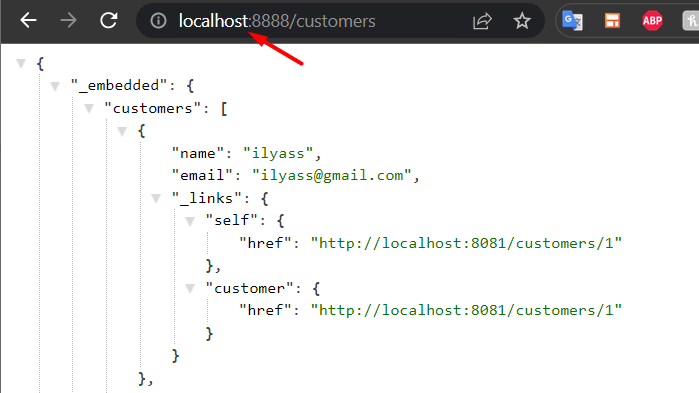 localhost:8888/customers
ABP
{
"_embedded": {
"customers": [
{
"name": "ilyass",
"email": "ilyass@gmail.com",
"_links": {
"self": {
"href": "http://localhost:8081/customers/1"
},
"customer": {
"href": "http://localhost:8081/customers/1"
}
}
},